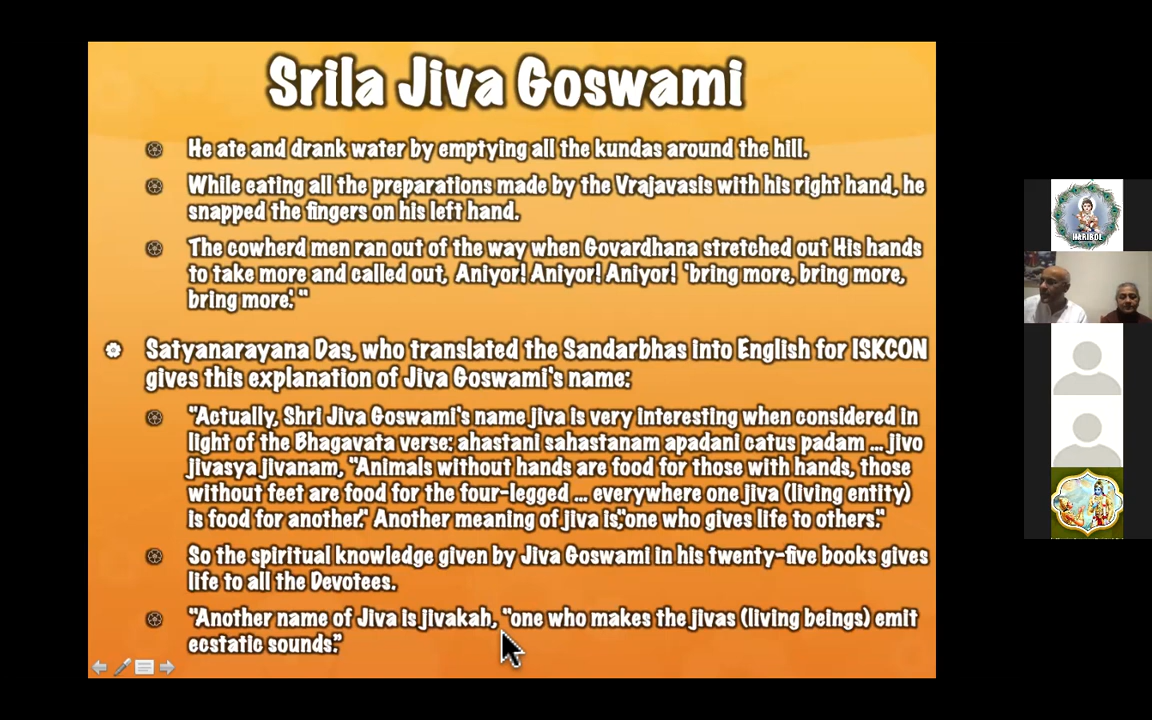 Srila Jiva Goswami
He ate and drank water by emptying all the kundas around the hill.
While eating all the preparations made by the Vrajavasis with his right hand, he
snapped the fingers on his left hand.
The cowherd men ran out of the way when Govardhana stretched out His hands
to take more and called out, Aniyor! Aniyor! Aniyor! 'bring more, bring more,
bring more'. "
Satyanarayana Das, who translated the Sandarbhas into English for ISKCON
gives this explanation of Jiva Goswami's name:
"Actually, Shri Jiva Goswami's name jiva is very interesting when considered in
light of the Bhagavata verse: ahastani sahastanam apadani catus padam ... jivo
jivasya jivanam, "Animals without hands are food for those with hands, those
without feet are food for the four-legged ... everywhere one jiva (living entity)
is food for another." Another meaning of jiva is,"one who gives life to others."
So the spiritual knowledge given by Jiva Goswami in his twenty-five books gives
life to all the Devotees.
"Another name of Jiva is jivakah, "one who makes the jivas (living beings) emit
ecstatic sounds."
HARIBOL